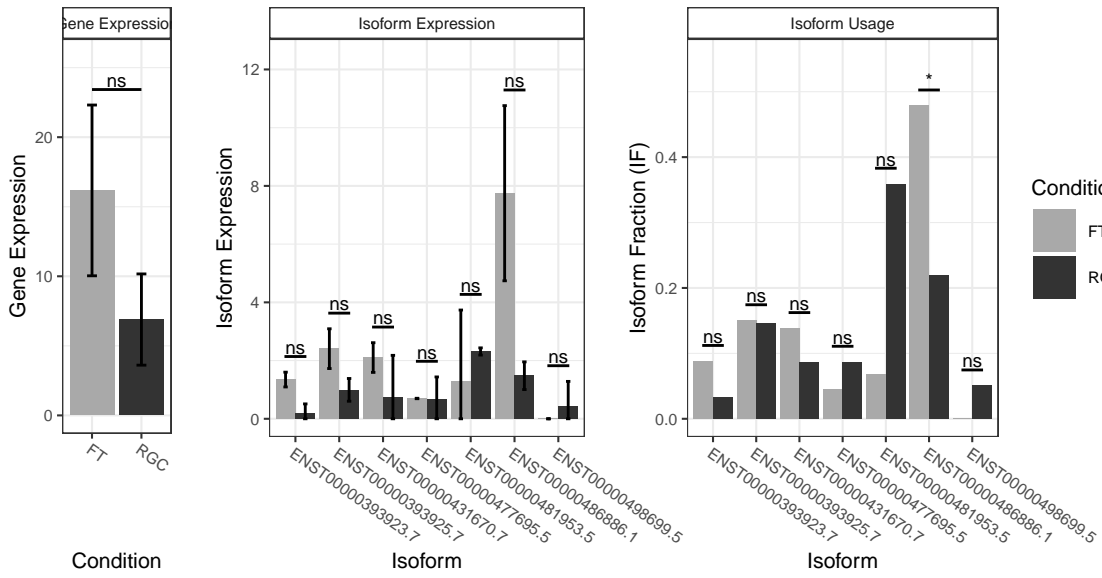 Gene Expression
Isoform Expression
Isoform Usage
Gene Expression
20
10
0
ns
FT
RGC
Condition
Isoform Expression
12
8
4
0
ns
ns
ns
ns
ns
ns
ns
ENST00000393923.7
ENST00000393925.7
ENST00000431670.7
ENST00000477695.5
ENST00000481953.5
ENST00000486886.1
ENST00000498699.5
Isoform
Isoform Fraction (IF)
0.4
0.2
0.0
ns
ns
ns
ns
ns
*
ns
ENST00000393923.7
ENST00000393925.7
ENST00000431670.7
ENST00000477695.5
ENST00000481953.5
ENST00000486886.1
ENST00000498699.5
Isoform
Conditio
FT
R